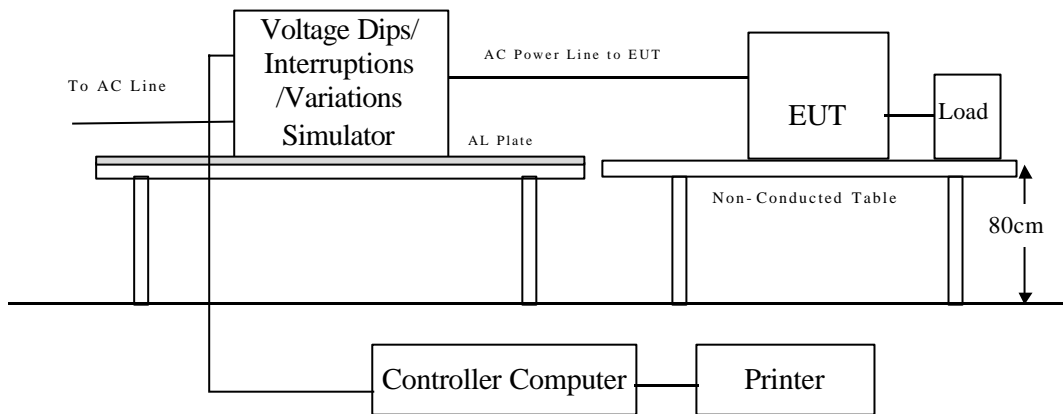 Voltage Dips/
Interruptions
/Variations
Simulator
AC Power Line to EUT
To AC Line
EUT
Load
AL Plate
Non-Conducted Table
80cm
Controller Computer
Printer